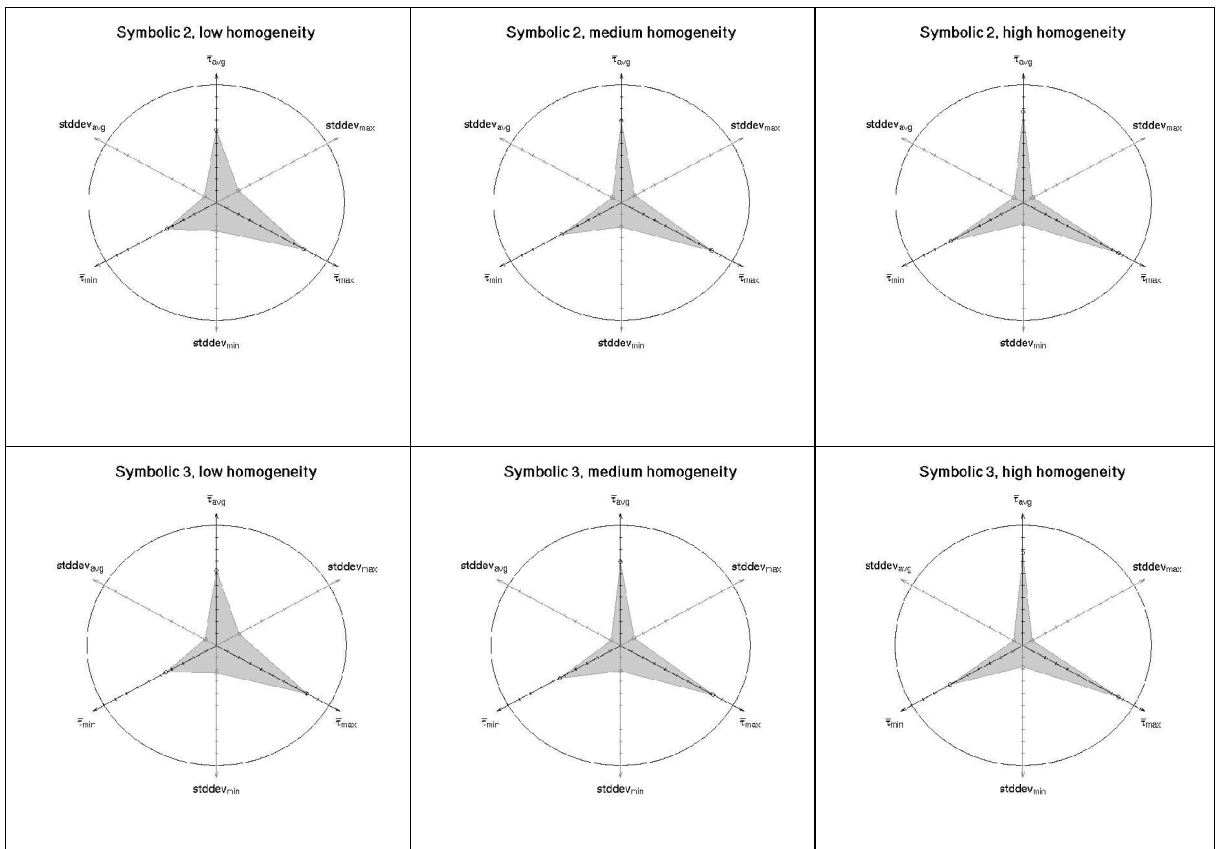 Symbolic 2, low homogeneity
τ̅avg
stddevavg stddevmax
τ̅min τ̅max
stddevmin
Symbolic 2, medium homogeneity
τ̅avg
stddevavg stddevmax
τ̅min τ̅max
stddevmin
Symbolic 2, high homogeneity
τ̅avg
stddevavg stddevmax
τ̅min τ̅max
stddevmin
Symbolic 3, low homogeneity
τ̅avg
stddevavg stddevmax
τ̅min τ̅max
stddevmin
Symbolic 3, medium homogeneity
τ̅avg
stddevavg stddevmax
τ̅min τ̅max
stddevmin
Symbolic 3, high homogeneity
τ̅avg
stddevavg stddevmax
τ̅min τ̅max
stddevmin